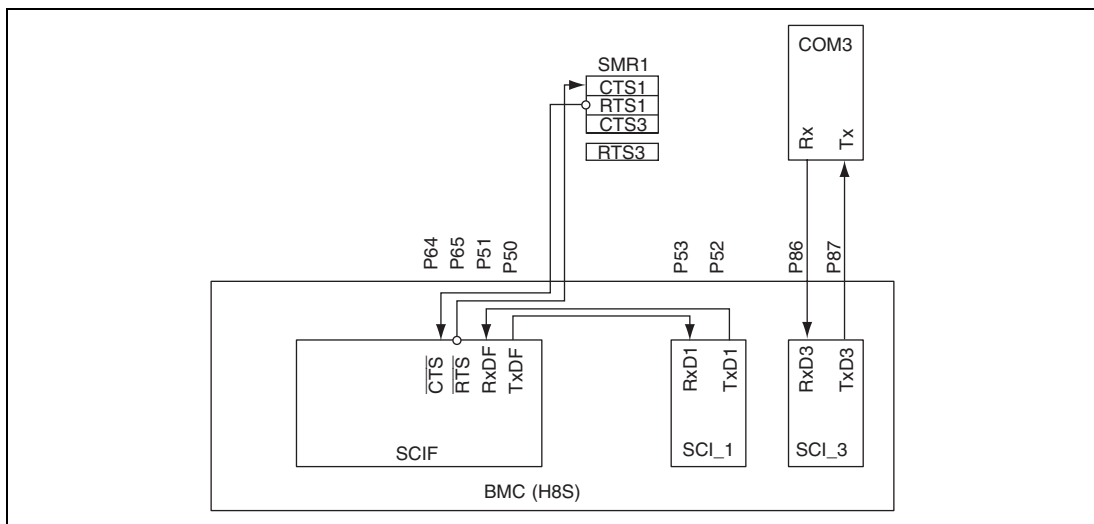 COM3
SMR1
CTS1
RTS1
CTS3
RTS3
Rx
Tx
P64
P65
P51
P50
P53
P52
P86
P87
CTS
RTS
RxDF
TxDF
RxD1
TxD1
RxD3
TxD3
SCIF
SCI_1
SCI_3
BMC (H8S)